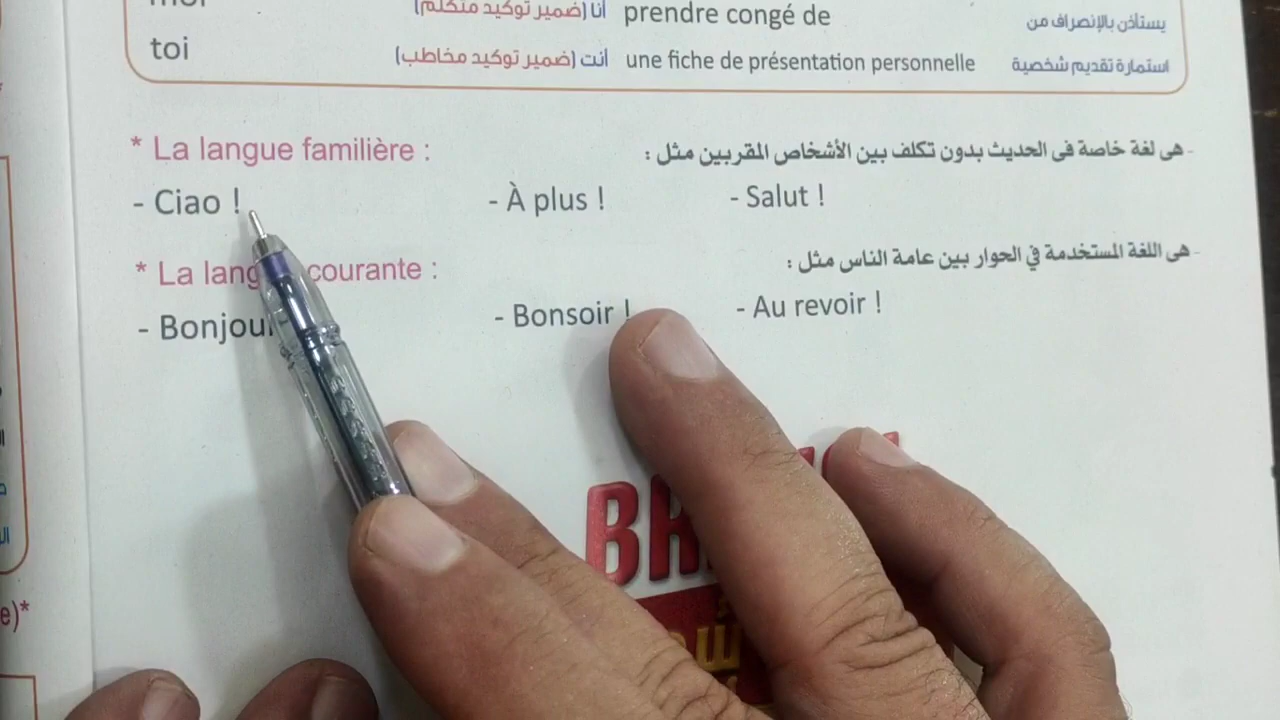 moi
أنا (ضمير توكيد متكلم)
prendre congé de
يستأذن بالإنصراف من
toi
أنت (ضمير توكيد مخاطب)
une fiche de présentation personnelle
استمارة تقديم شخصية
* La langue familière :
- هى لغة خاصة فى الحديث بدون تكلف بين الأشخاص المقربين مثل :
- Ciao ! - À plus ! - Salut !
* La lang courante :
- هى اللغة المستخدمة في الحوار بين عامة الناس مثل :
- Bonjour - Bonsoir ! - Au revoir !
e)*